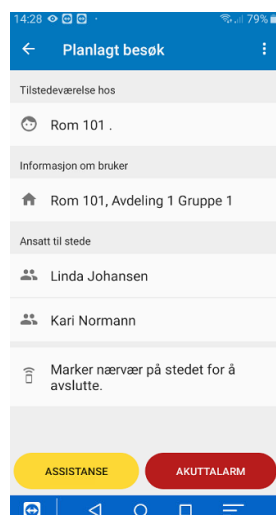 14:28 79%
Planlagt besøk
Tilstedeværelse hos
Rom 101 .
Informasjon om bruker
Rom 101, Avdeling 1 Gruppe 1
Ansatt til stede
Linda Johansen
Kari Normann
Marker nærvær på stedet for å
avslutte.
ASSISTANSE AKUTTALARM